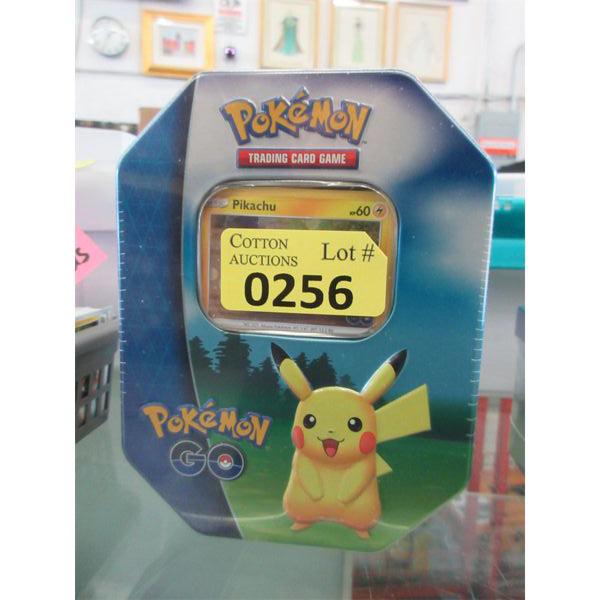 POKéMON
TRADING CARD GAME
Pikachu HP60
COTTON AUCTIONS Lot #
0256
POKéMON
GO